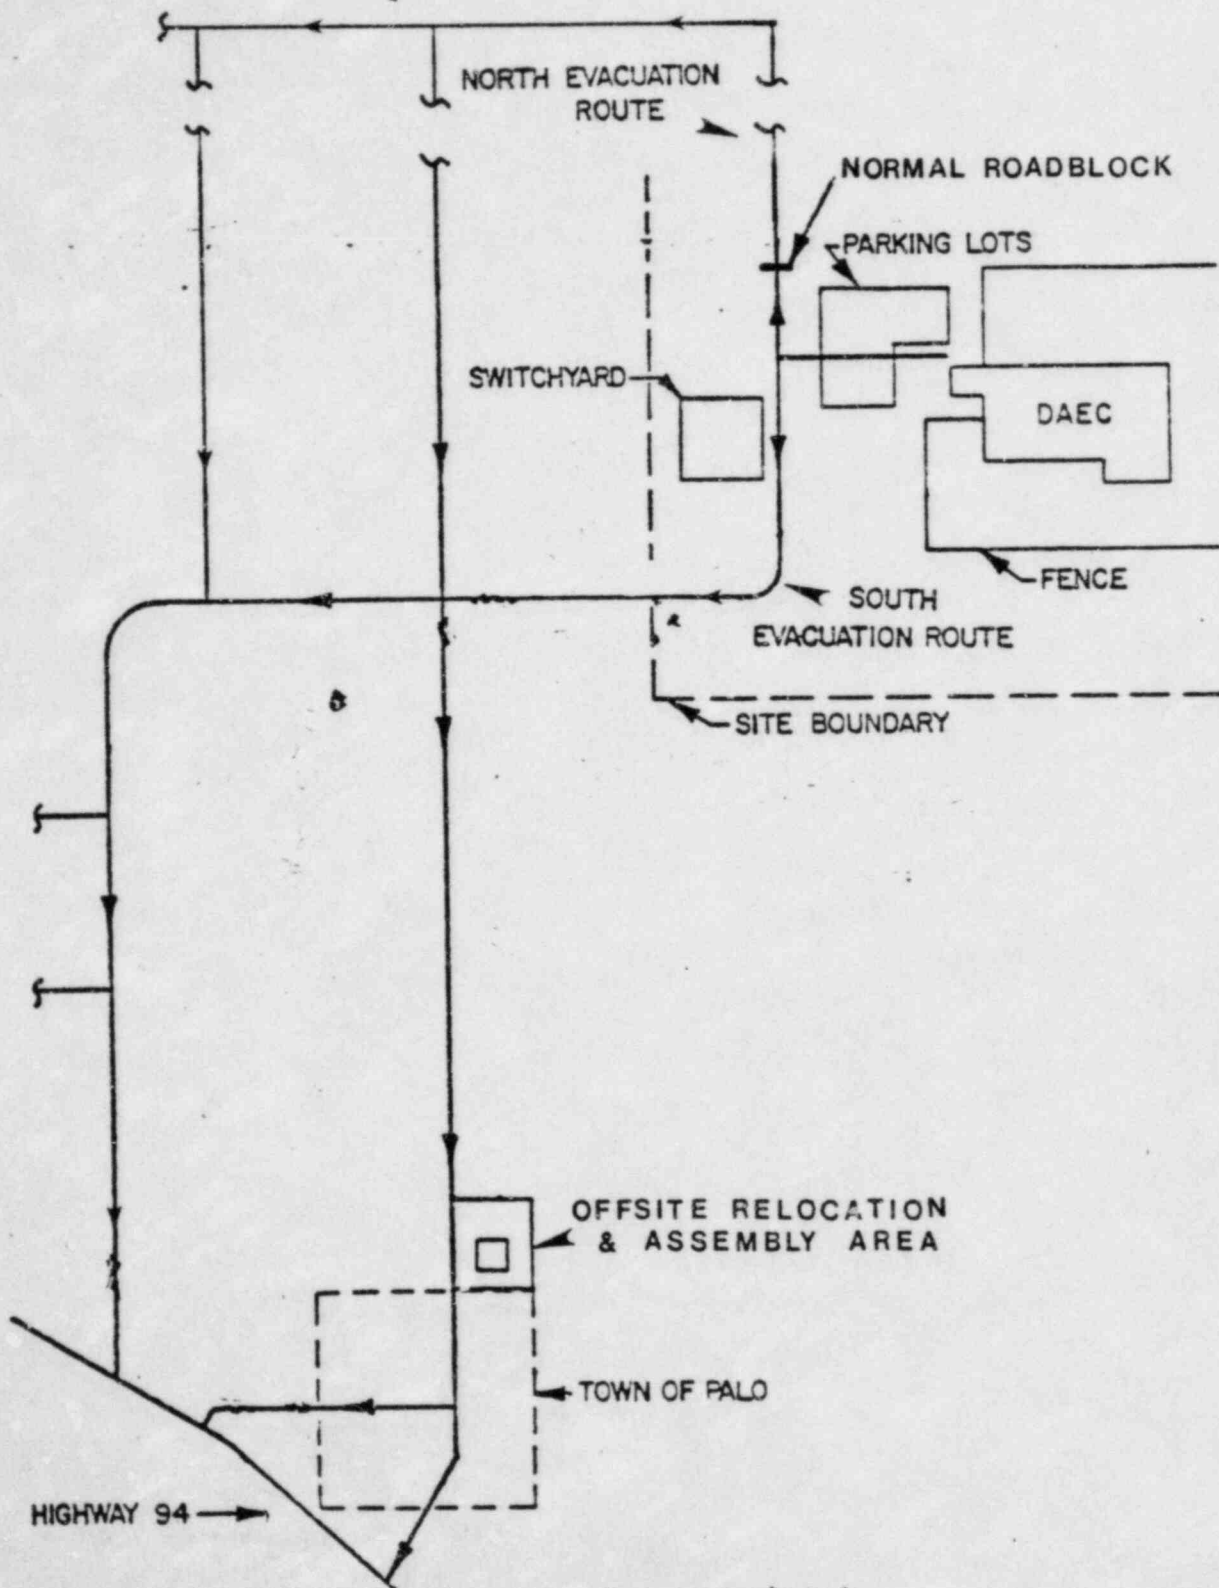 NORTH EVACUATION
ROUTE
NORMAL ROADBLOCK
PARKING LOTS
SWITCHYARD
DAEC
FENCE
SOUTH
EVACUATION ROUTE
SITE BOUNDARY
OFFSITE RELOCATION
& ASSEMBLY AREA
TOWN OF PALO
HIGHWAY 94